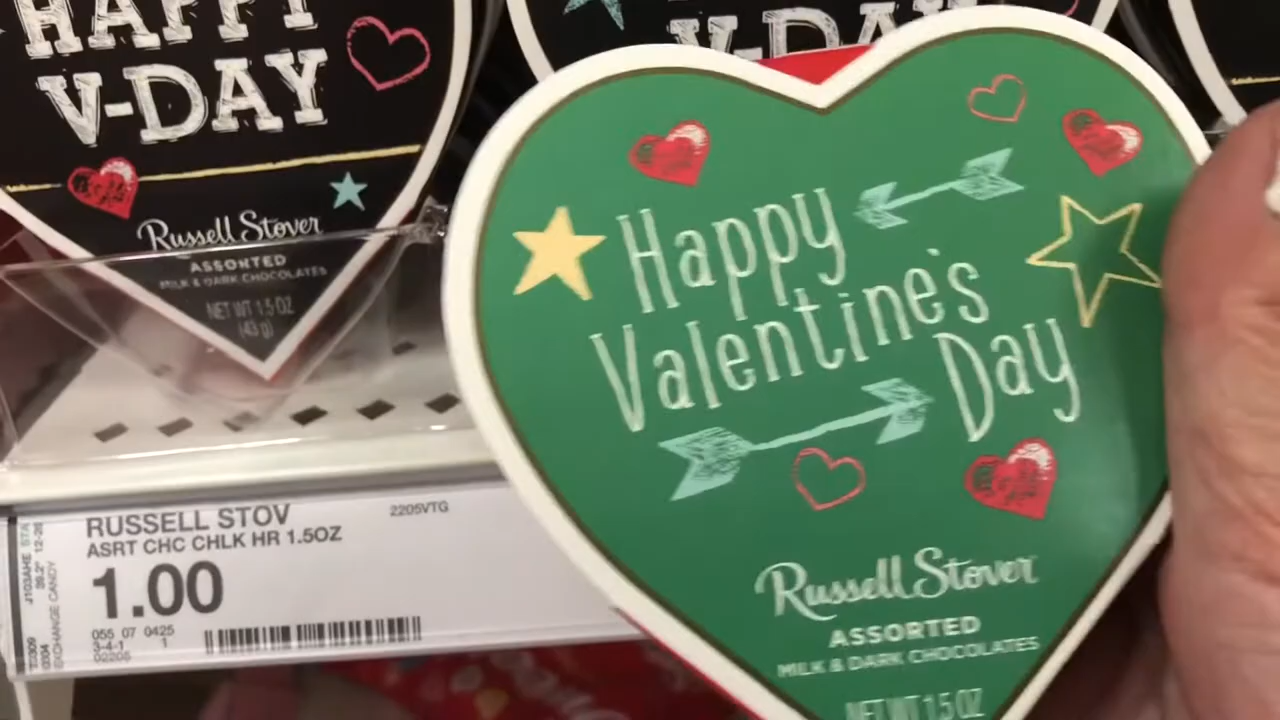 HAPPY
V-DAY
Russell Stover
ASSORTED
MILK & DARK CHOCOLATES
NET WT 1.5 OZ
(43 g)
V-DAY
Happy
Valentine's
Day
Russell Stover
ASSORTED
MILK & DARK CHOCOLATES
NET WT 1.5 OZ
RUSSELL STOV
2205VTG
ASRT CHC CHLK HR 1.5OZ
1.00
055 07 0425
3-4-1 1
02205